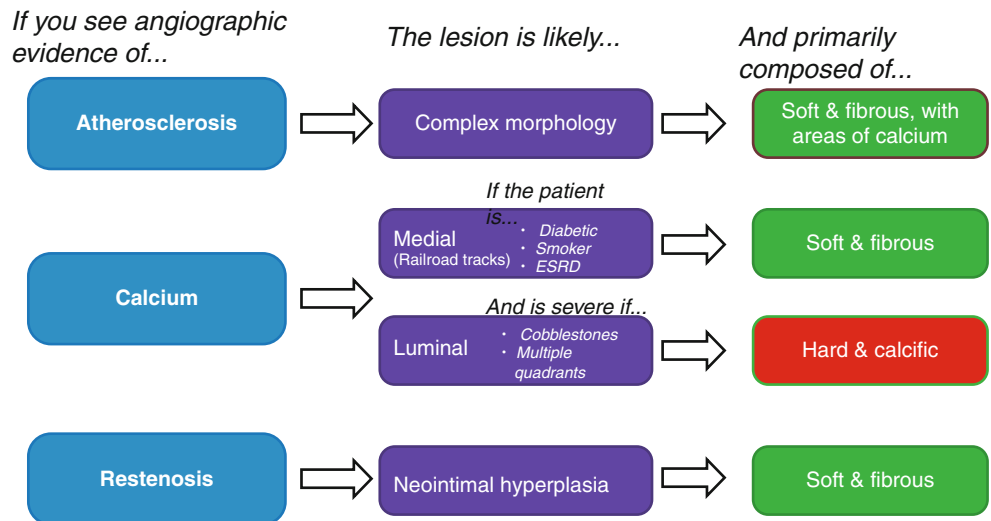 If you see angiographic
evidence of...
The lesion is likely...
And primarily
composed of...
Atherosclerosis
Complex morphology
Soft & fibrous, with
areas of calcium
Calcium
If the patient
is...
Medial
(Railroad tracks)
• Diabetic
• Smoker
• ESRD
Soft & fibrous
And is severe if...
Luminal
• Cobblestones
• Multiple
quadrants
Hard & calcific
Restenosis
Neointimal hyperplasia
Soft & fibrous